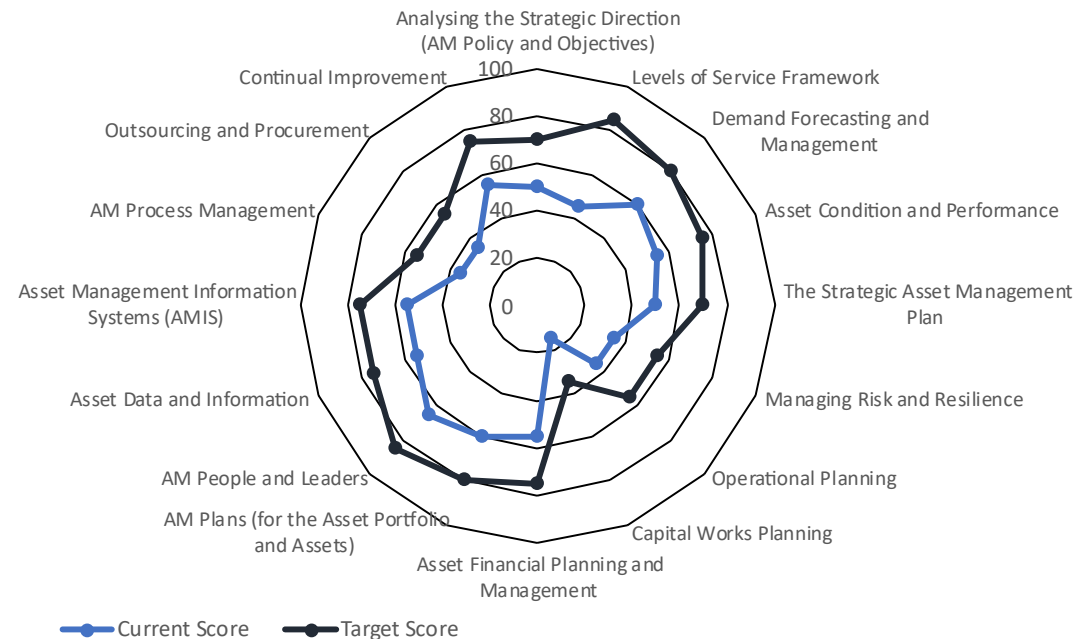 Analysing the Strategic Direction
(AM Policy and Objectives)
100
Continual Improvement
Levels of Service Framework
80
Demand Forecasting and
Management
Outsourcing and Procurement
60
40
AM Process Management
Asset Condition and Performance
20
Asset Management Information
Systems (AMIS)
0
The Strategic Asset Management
Plan
Asset Data and Information
Managing Risk and Resilience
AM People and Leaders
Operational Planning
AM Plans (for the Asset Portfolio
and Assets)
Capital Works Planning
Asset Financial Planning and
Management
Current Score
Target Score